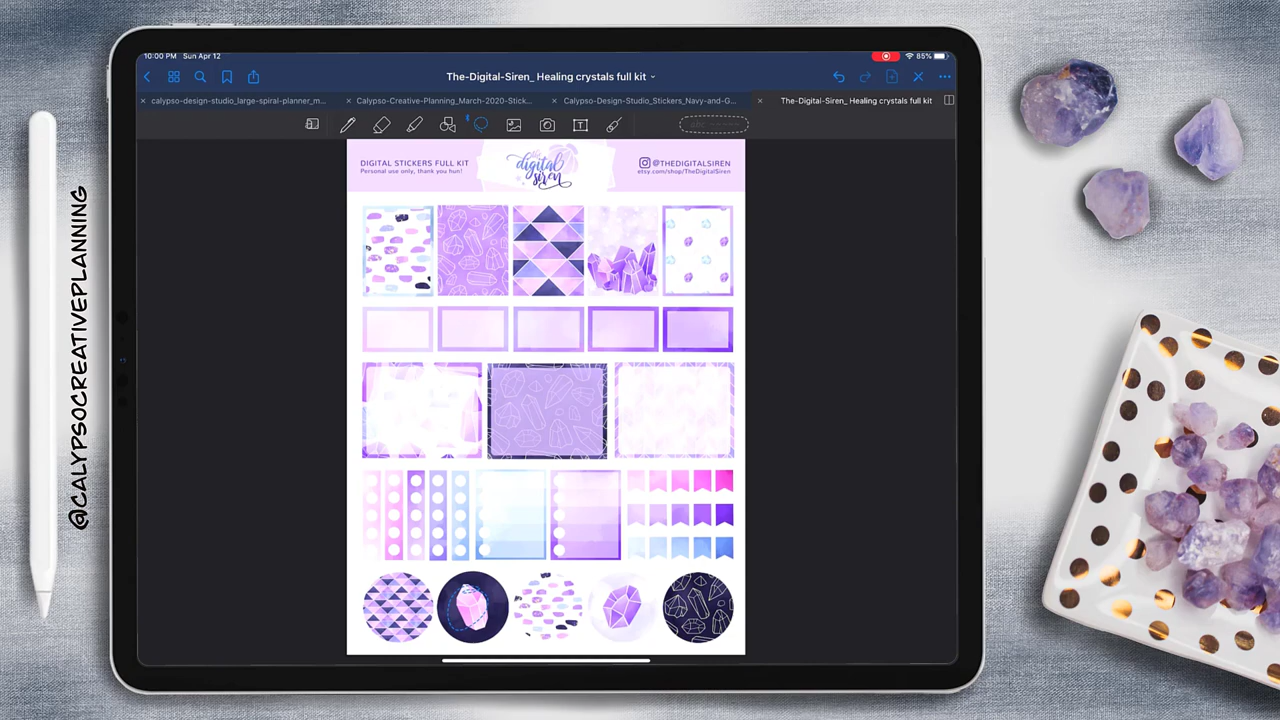 10:00 PM Sun Apr 12
85%
The-Digital-Siren_ Healing crystals full kit
calypso-design-studio_large-spiral-planner_m...
Calypso-Creative-Planning_March-2020-Stick...
Calypso-Design-Studio_Stickers_Navy-and-G...
The-Digital-Siren_ Healing crystals full kit
DIGITAL STICKERS FULL KIT
Personal use only, thank you hun!
the digital siren
@THEDIGITALSIREN
etsy.com/shop/TheDigitalSiren
@CALYPSOCREATIVEPLANNING